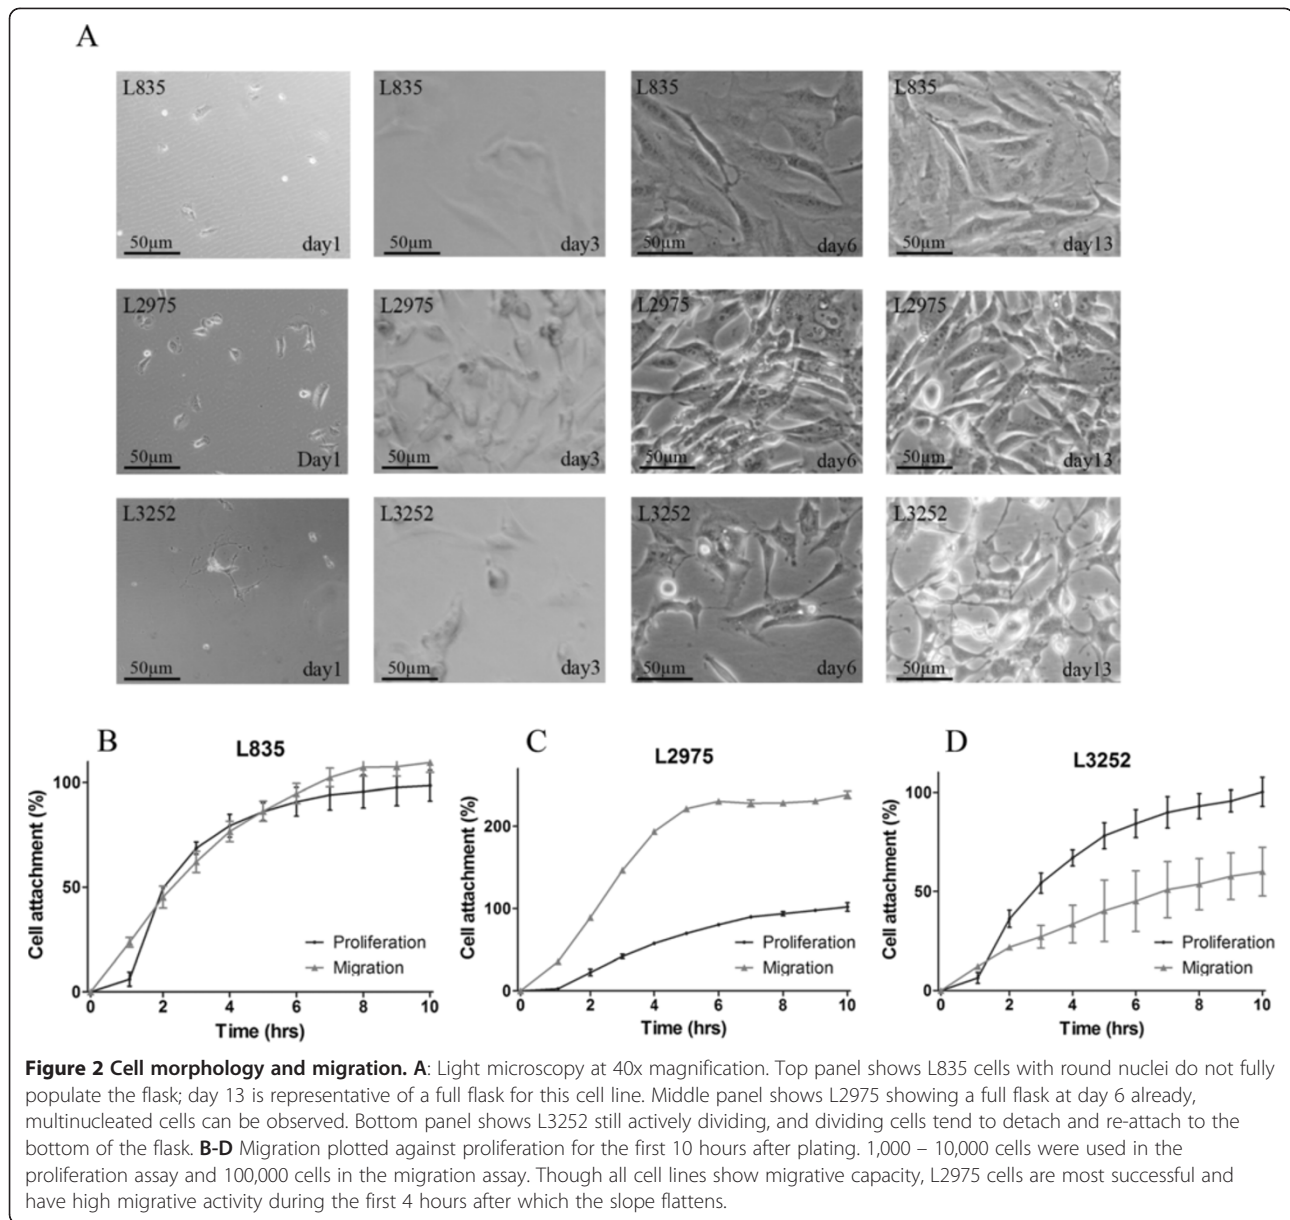 A
L835
L835
L835
L835
50µm
day1
50µm
day3
50µm
day6
50µm
day13
L2975
L2975
L2975
L2975
50µm
Day1
50µm
day3
50µm
day6
50µm
day13
L3252
L3252
L3252
L3252
50µm
day1
50µm
day3
50µm
day6
50µm
day13
B
L835
Cell attachment (%)
100
50
0
Proliferation
Migration
0 2 4 6 8 10
Time (hrs)
C
L2975
Cell attachment (%)
200
100
0
Proliferation
Migration
0 2 4 6 8 10
Time (hrs)
D
L3252
Cell attachment (%)
100
50
0
Proliferation
Migration
0 2 4 6 8 10
Time (hrs)
Figure 2 Cell morphology and migration. A: Light microscopy at 40x magnification. Top panel shows L835 cells with round nuclei do not fully
populate the flask; day 13 is representative of a full flask for this cell line. Middle panel shows L2975 showing a full flask at day 6 already,
multinucleated cells can be observed. Bottom panel shows L3252 still actively dividing, and dividing cells tend to detach and re-attach to the
bottom of the flask. B-D Migration plotted against proliferation for the first 10 hours after plating. 1,000 – 10,000 cells were used in the
proliferation assay and 100,000 cells in the migration assay. Though all cell lines show migrative capacity, L2975 cells are most successful and
have high migrative activity during the first 4 hours after which the slope flattens.